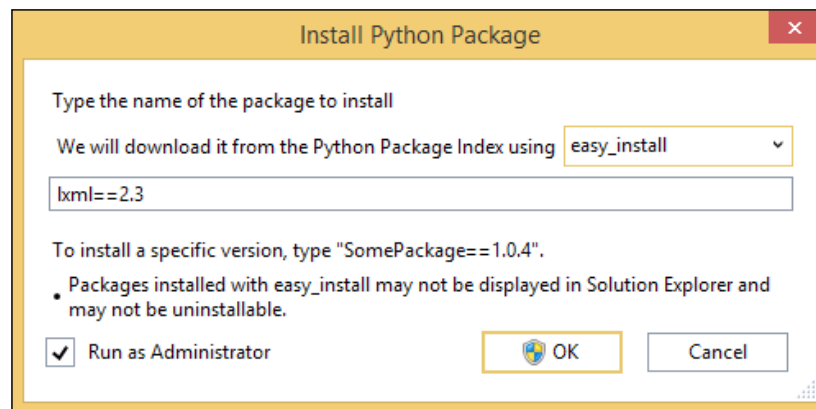 Install Python Package
Type the name of the package to install
We will download it from the Python Package Index using easy_install
lxml==2.3
To install a specific version, type "SomePackage==1.0.4".
• Packages installed with easy_install may not be displayed in Solution Explorer and
may not be uninstallable.
Run as Administrator OK Cancel